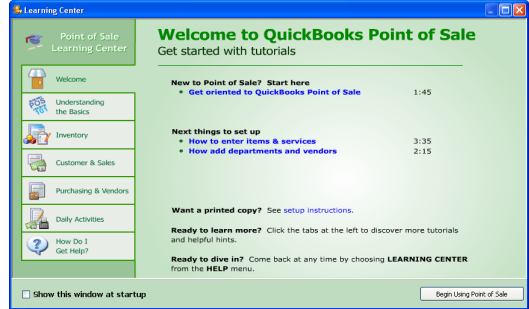 Learning Center
Point of Sale
Learning Center
Welcome
POS
101
Understanding
the Basics
Inventory
Customer & Sales
Purchasing & Vendors
Daily Activities
How Do I
Get Help?
Welcome to QuickBooks Point of Sale
Get started with tutorials
New to Point of Sale? Start here
• Get oriented to QuickBooks Point of Sale 1:45
Next things to set up
• How to enter items & services 3:35
• How add departments and vendors 2:15
Want a printed copy? See setup instructions.
Ready to learn more? Click the tabs at the left to discover more tutorials
and helpful hints.
Ready to dive in? Come back at any time by choosing LEARNING CENTER
from the HELP menu.
Show this window at startup
Begin Using Point of Sale